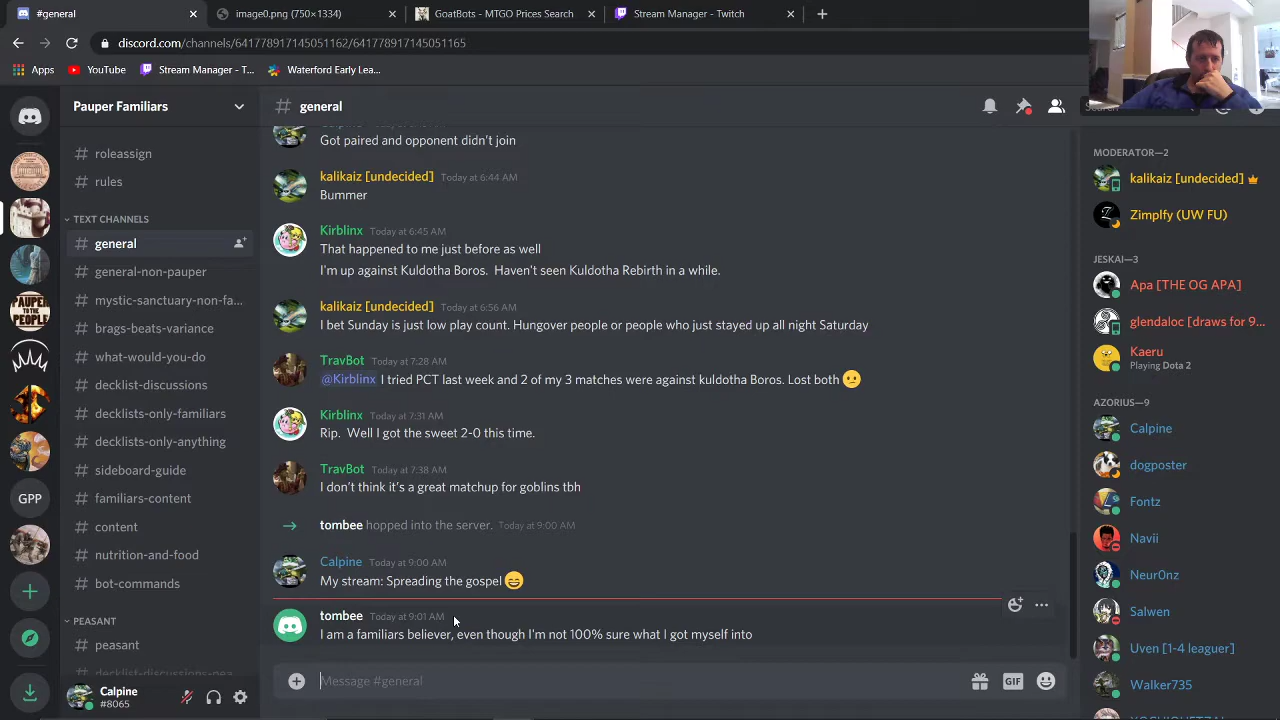 #general
image0.png (750×1334)
GoatBots - MTGO Prices Search
Stream Manager - Twitch
discord.com/channels/641778917145051162/641778917145051165
Apps
YouTube
Stream Manager - T...
Waterford Early Lea...
Pauper Familiars
roleassign
rules
TEXT CHANNELS
general
general-non-pauper
mystic-sanctuary-non-fa...
brags-beats-variance
what-would-you-do
decklist-discussions
decklists-only-familiars
decklists-only-anything
sideboard-guide
familiars-content
content
nutrition-and-food
bot-commands
PEASANT
peasant
decklist-discussions-pea...
PAUPER
TO THE
PEOPLE
GPP
Calpine
#8065
general
Got paired and opponent didn't join
kalikaiz [undecided] Today at 6:44 AM
Bummer
Kirblinx Today at 6:45 AM
That happened to me just before as well
I'm up against Kuldotha Boros. Haven't seen Kuldotha Rebirth in a while.
kalikaiz [undecided] Today at 6:56 AM
I bet Sunday is just low play count. Hungover people or people who just stayed up all night Saturday
TravBot Today at 7:28 AM
@Kirblinx I tried PCT last week and 2 of my 3 matches were against kuldotha Boros. Lost both 😕
Kirblinx Today at 7:31 AM
Rip. Well I got the sweet 2-0 this time.
TravBot Today at 7:38 AM
I don't think it's a great matchup for goblins tbh
tombee hopped into the server. Today at 9:00 AM
Calpine Today at 9:00 AM
My stream: Spreading the gospel 😄
tombee Today at 9:01 AM
I am a familiars believer, even though I'm not 100% sure what I got myself into
Message #general
GIF
Search
MODERATOR—2
kalikaiz [undecided]
Zimplfy (UW FU)
JESKAI—3
Apa [THE OG APA]
glendaloc [draws for 9...
Kaeru
Playing Dota 2
AZORIUS—9
Calpine
dogposter
Fontz
Navii
Neur0nz
Salwen
Uven [1-4 leaguer]
Walker735